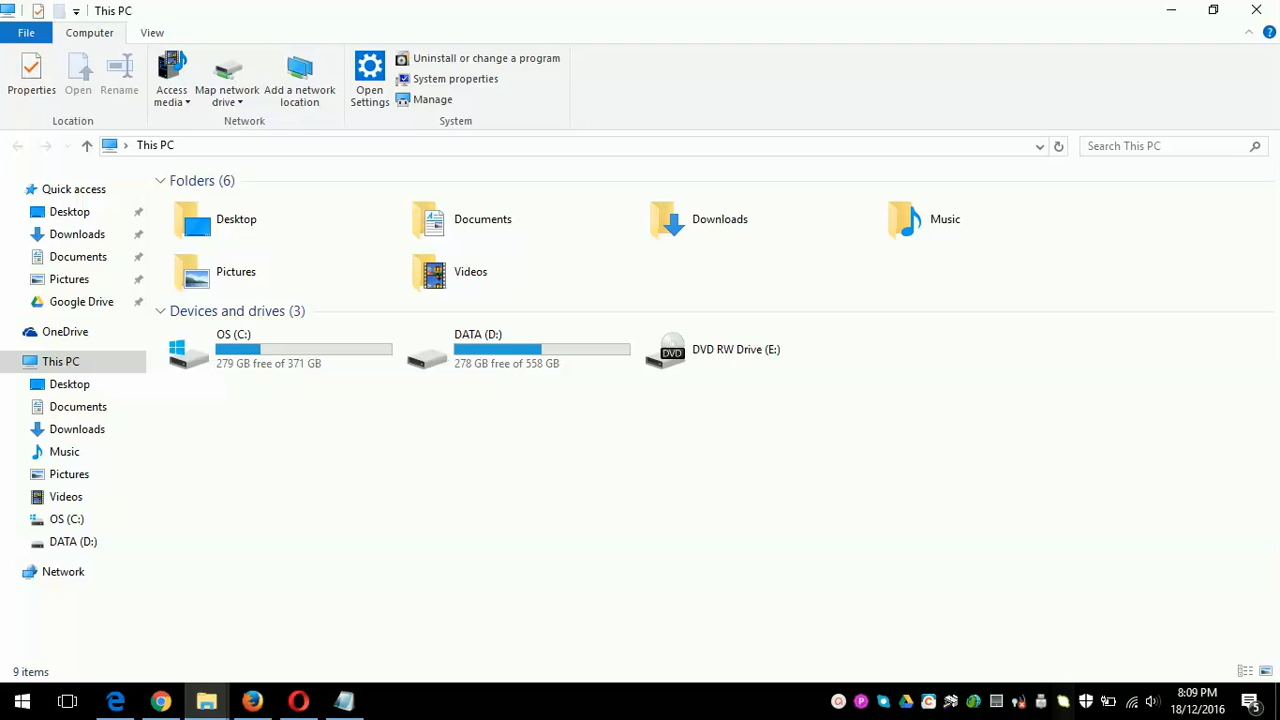 This PC
File Computer View
Properties Open Rename
Location
Access media Map network drive Add a network location
Network
Open Settings
Uninstall or change a program
System properties
Manage
System
This PC
Search This PC
Quick access
Desktop
Downloads
Documents
Pictures
Google Drive
OneDrive
This PC
Desktop
Documents
Downloads
Music
Pictures
Videos
OS (C:)
DATA (D:)
Network
Folders (6)
Desktop Documents Downloads Music
Pictures Videos
Devices and drives (3)
OS (C:)
279 GB free of 371 GB
DATA (D:)
278 GB free of 558 GB
DVD
DVD RW Drive (E:)
9 items
8:09 PM
18/12/2016
5